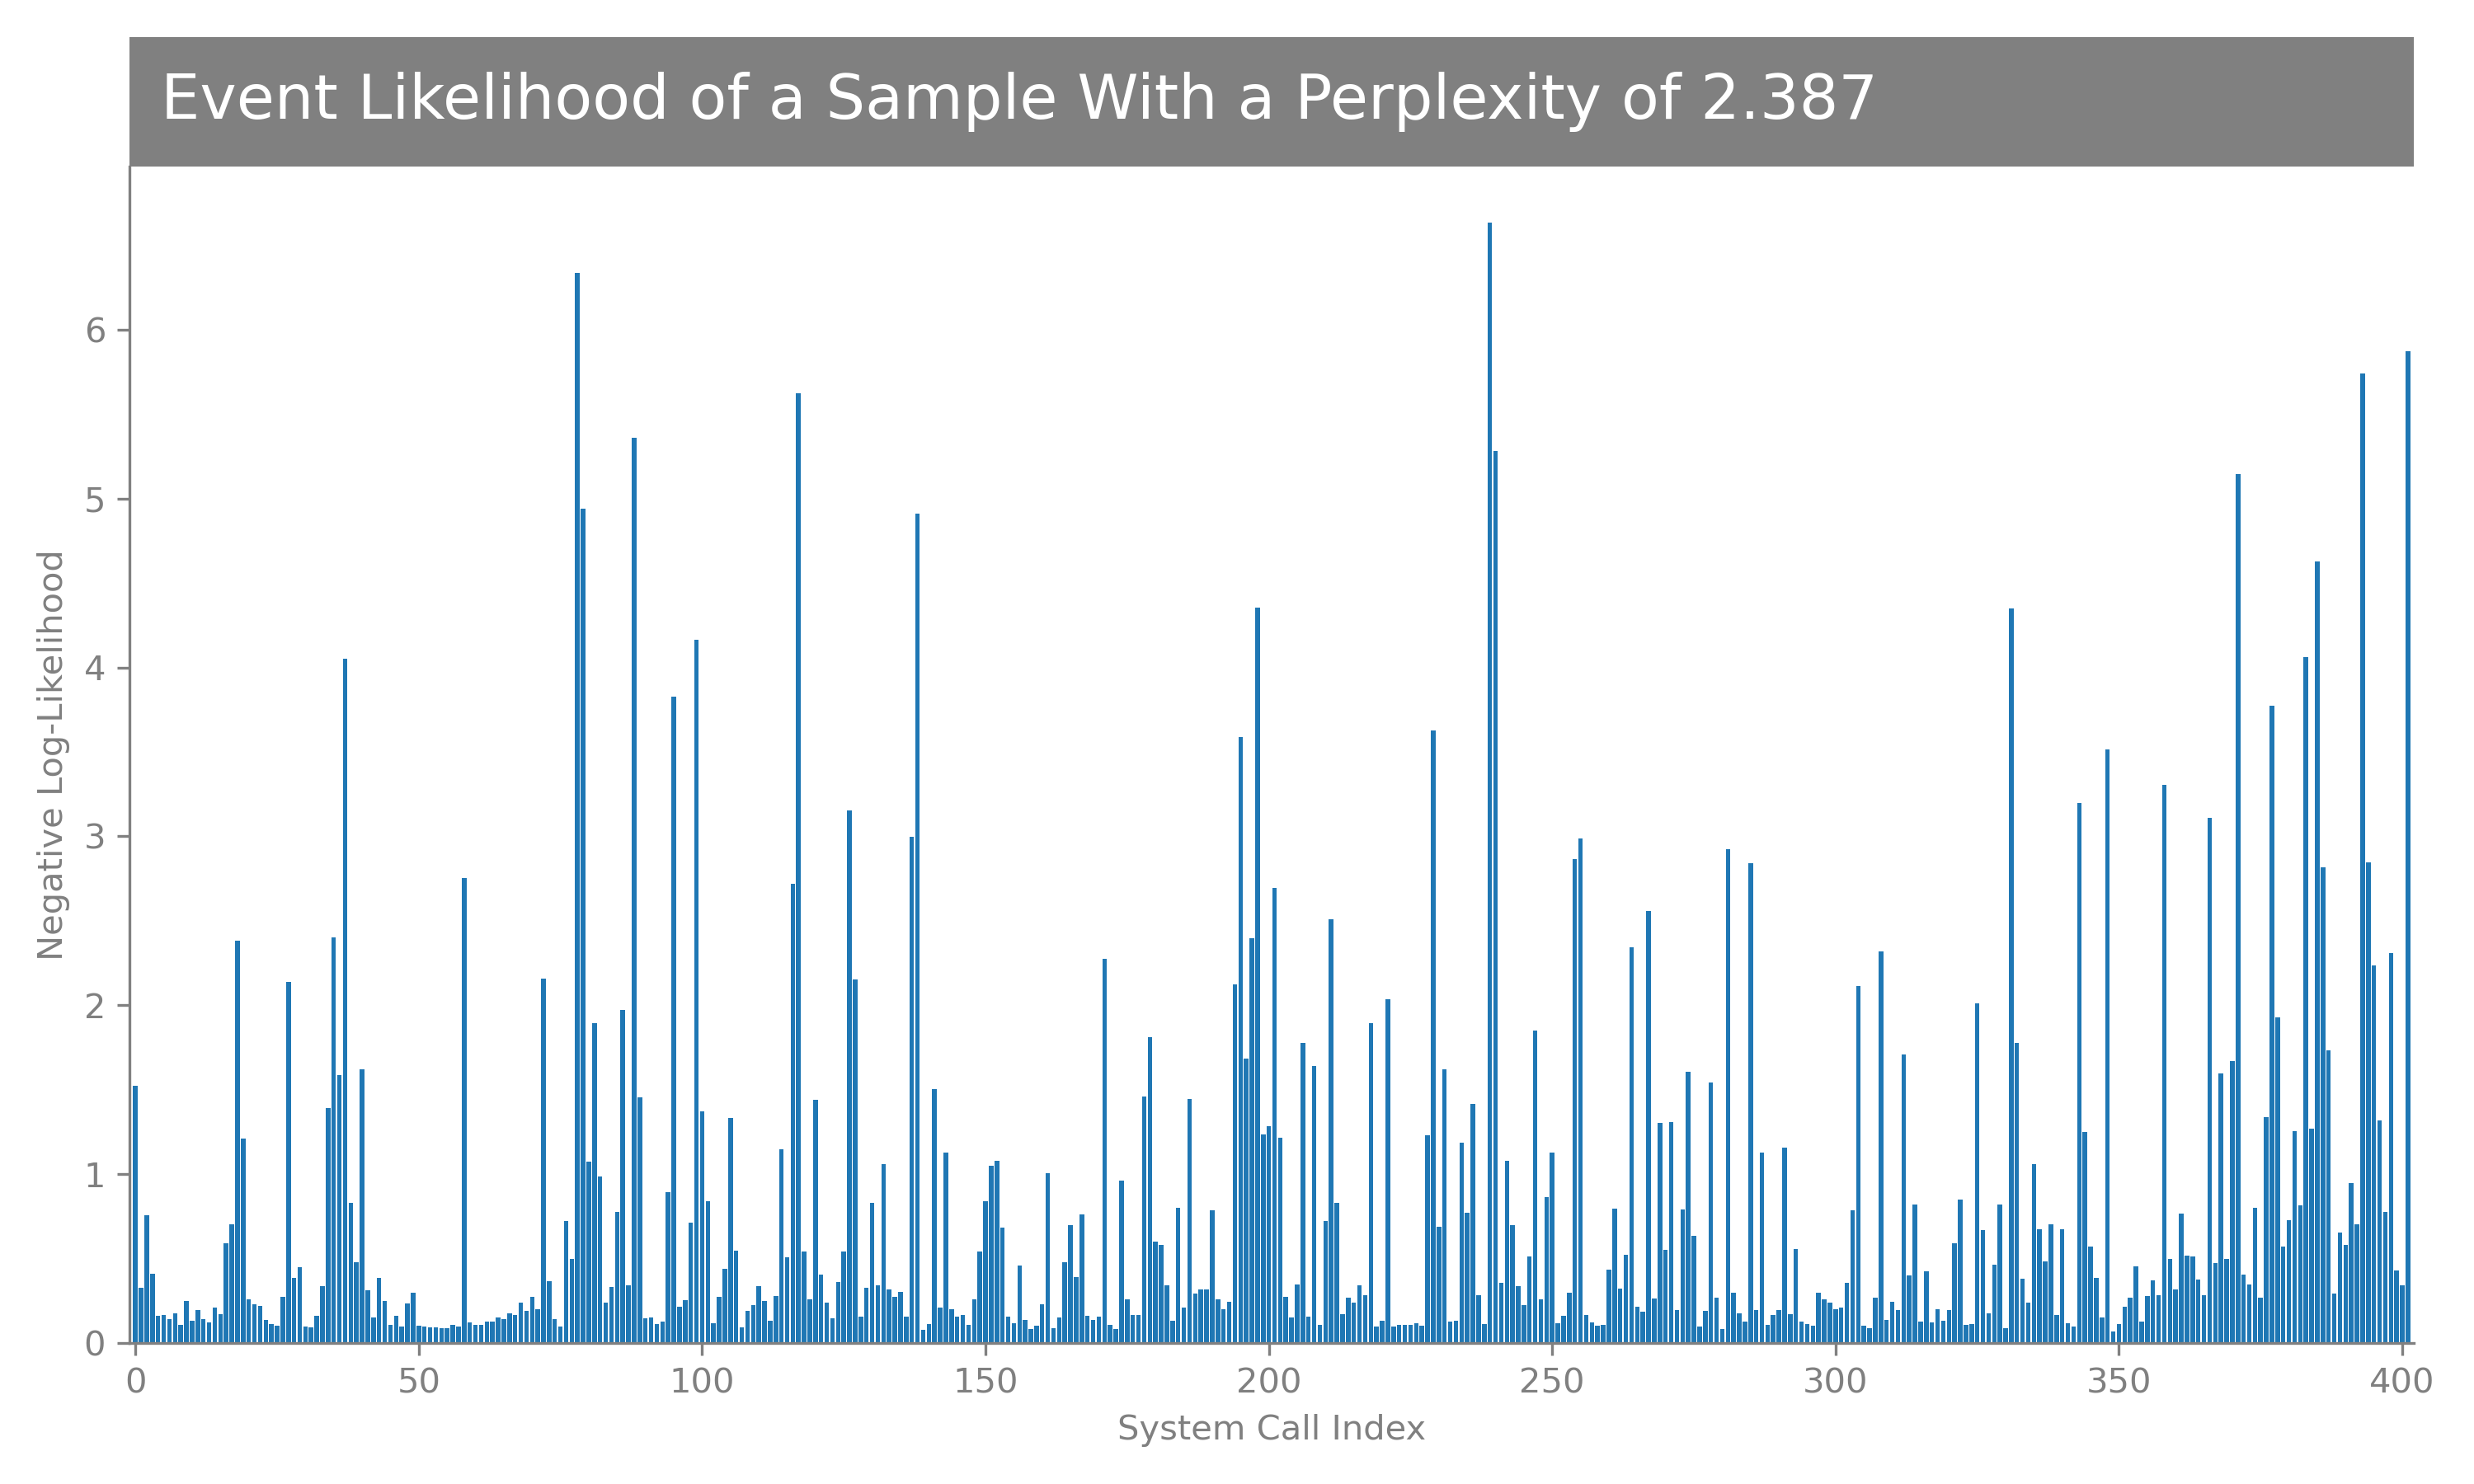 Event Likelihood of a Sample With a Perplexity of 2.387
Negative Log-Likelihood
6
5
4
3
2
1
0
0 50 100 150 200 250 300 350 400
System Call Index